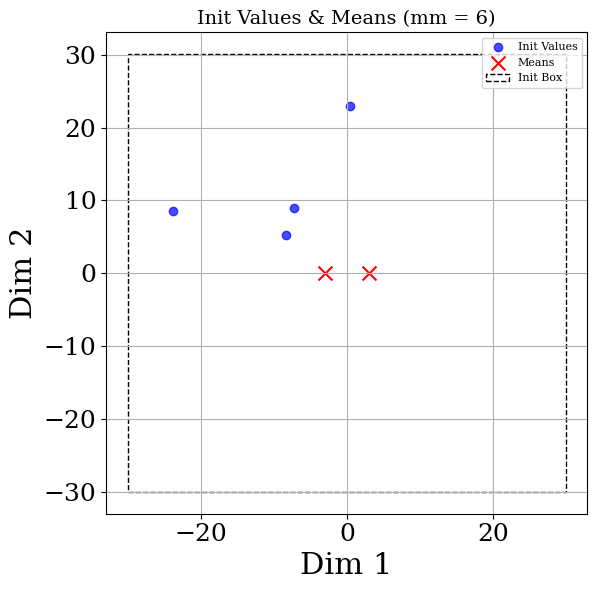 Init Values & Means (mm = 6)
Init Values
Means
Init Box
30
20
10
0
−10
−20
−30
Dim 2
−20
0
20
Dim 1